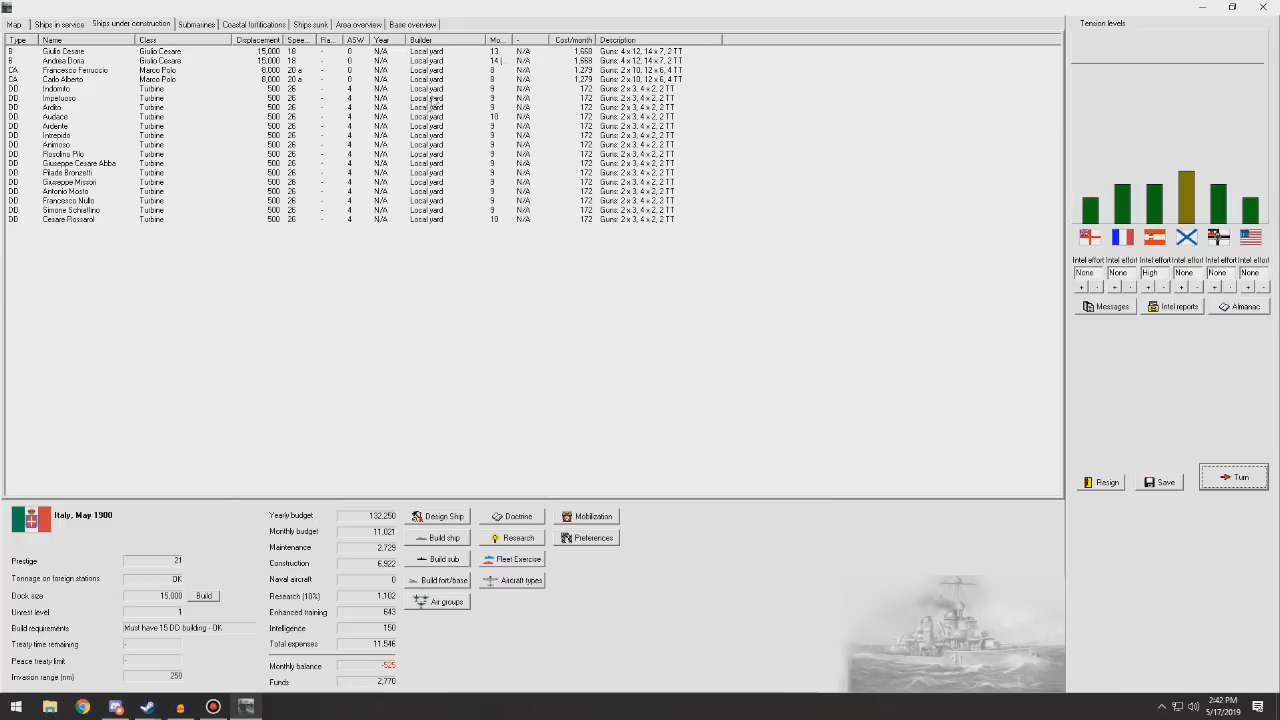 Map Ships in service Ships under construction Submarines Coastal fortifications Ships sunk Area overview Base overview
Type Name Class Displacement Spee... Ra... ASW Year Builder Mo... - Cost/month Description
B Giulio Cesare Giulio Cesare 15,000 18 - 0 N/A Local yard 13 N/A 1,668 Guns: 4 x 12, 14 x 7, 2 TT
B Andrea Doria Giulio Cesare 15,000 18 - 0 N/A Local yard 14 (... N/A 1,668 Guns: 4 x 12, 14 x 7, 2 TT
CA Francesco Ferruccio Marco Polo 8,000 20 a - 0 N/A Local yard 8 N/A 1,279 Guns: 2 x 10, 12 x 6, 4 TT
CA Carlo Alberto Marco Polo 8,000 20 a - 0 N/A Local yard 8 N/A 1,279 Guns: 2 x 10, 12 x 6, 4 TT
DD Indomito Turbine 500 26 - 4 N/A Local yard 9 N/A 172 Guns: 2 x 3, 4 x 2, 2 TT
DD Impetuoso Turbine 500 26 - 4 N/A Local yard 9 N/A 172 Guns: 2 x 3, 4 x 2, 2 TT
DD Ardito Turbine 500 26 - 4 N/A Local yard 9 N/A 172 Guns: 2 x 3, 4 x 2, 2 TT
DD Audace Turbine 500 26 - 4 N/A Local yard 10 N/A 172 Guns: 2 x 3, 4 x 2, 2 TT
DD Ardente Turbine 500 26 - 4 N/A Local yard 9 N/A 172 Guns: 2 x 3, 4 x 2, 2 TT
DD Intrepido Turbine 500 26 - 4 N/A Local yard 9 N/A 172 Guns: 2 x 3, 4 x 2, 2 TT
DD Animoso Turbine 500 26 - 4 N/A Local yard 9 N/A 172 Guns: 2 x 3, 4 x 2, 2 TT
DD Rosolino Pilo Turbine 500 26 - 4 N/A Local yard 9 N/A 172 Guns: 2 x 3, 4 x 2, 2 TT
DD Giuseppe Cesare Abba Turbine 500 26 - 4 N/A Local yard 9 N/A 172 Guns: 2 x 3, 4 x 2, 2 TT
DD Pilade Bronzetti Turbine 500 26 - 4 N/A Local yard 9 N/A 172 Guns: 2 x 3, 4 x 2, 2 TT
DD Giuseppe Missori Turbine 500 26 - 4 N/A Local yard 9 N/A 172 Guns: 2 x 3, 4 x 2, 2 TT
DD Antonio Mosto Turbine 500 26 - 4 N/A Local yard 9 N/A 172 Guns: 2 x 3, 4 x 2, 2 TT
DD Francesco Nullo Turbine 500 26 - 4 N/A Local yard 9 N/A 172 Guns: 2 x 3, 4 x 2, 2 TT
DD Simone Schiaffino Turbine 500 26 - 4 N/A Local yard 9 N/A 172 Guns: 2 x 3, 4 x 2, 2 TT
DD Cesare Rossarol Turbine 500 26 - 4 N/A Local yard 10 N/A 172 Guns: 2 x 3, 4 x 2, 2 TT
Tension levels
Intel effort Intel effort Intel effort Intel effort Intel effort Intel effort
None None High None None None
+ - + - + - + - + - + -
Messages Intel reports Almanac
Resign Save Turn
Italy, May 1900
Prestige 21
Tonnage on foreign stations OK
Dock size 15,000 Build
Unrest level 1
Build requirements Must have 15 DD building - OK
Treaty time remaining -
Peace treaty limit -
Invasion range (nm) 250
Yearly budget 132,250
Monthly budget 11,021
Maintenance 2,729
Construction 6,922
Naval aircraft 0
Research (10%) 1,102
Enhanced training 643
Intelligence 150
Total expenses 11,546
Monthly balance -525
Funds 2,770
Design Ship Doctrine Mobilization
Build ship Research Preferences
Build sub Fleet Exercise
Build fort/base Aircraft types
Air groups
2:42 PM
5/17/2019